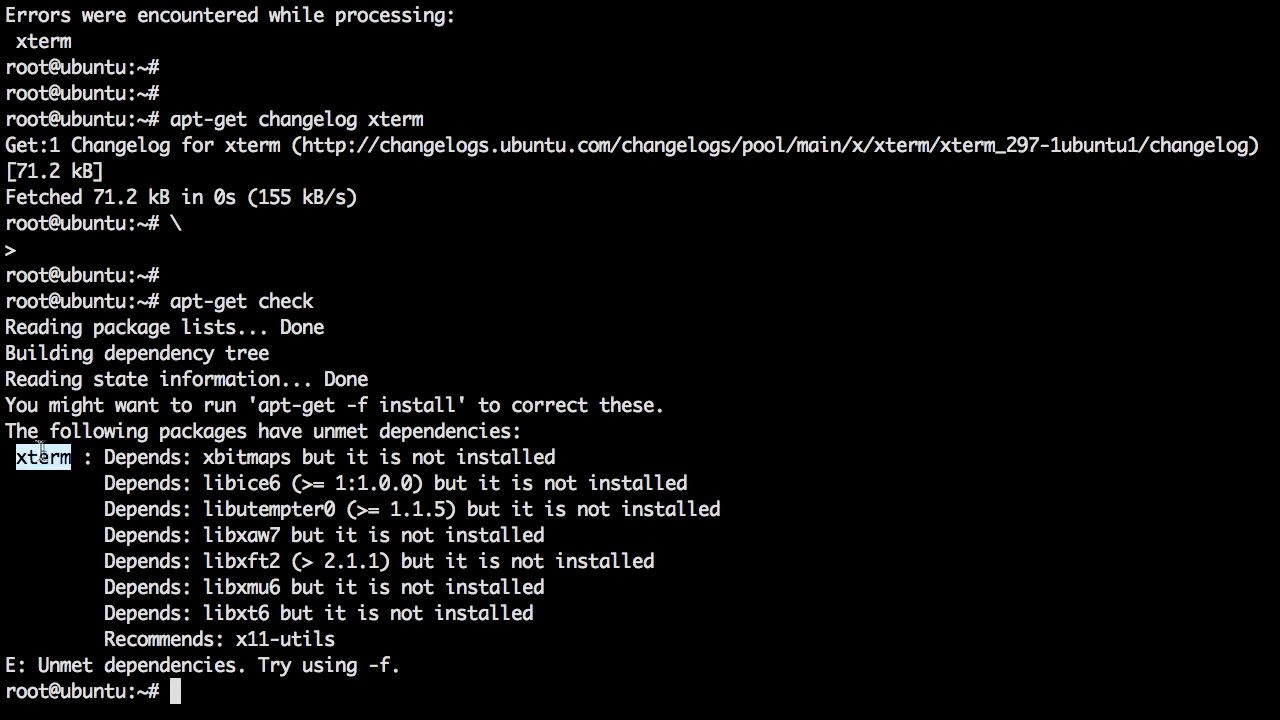 Errors were encountered while processing:
 xterm
root@ubuntu:~#
root@ubuntu:~#
root@ubuntu:~# apt-get changelog xterm
Get:1 Changelog for xterm (http://changelogs.ubuntu.com/changelogs/pool/main/x/xterm/xterm_297-1ubuntu1/changelog)
[71.2 kB]
Fetched 71.2 kB in 0s (155 kB/s)
root@ubuntu:~# \
>
root@ubuntu:~#
root@ubuntu:~# apt-get check
Reading package lists... Done
Building dependency tree
Reading state information... Done
You might want to run 'apt-get -f install' to correct these.
The following packages have unmet dependencies:
 xterm : Depends: xbitmaps but it is not installed
         Depends: libice6 (>= 1:1.0.0) but it is not installed
         Depends: libutempter0 (>= 1.1.5) but it is not installed
         Depends: libxaw7 but it is not installed
         Depends: libxft2 (> 2.1.1) but it is not installed
         Depends: libxmu6 but it is not installed
         Depends: libxt6 but it is not installed
         Recommends: x11-utils
E: Unmet dependencies. Try using -f.
root@ubuntu:~#